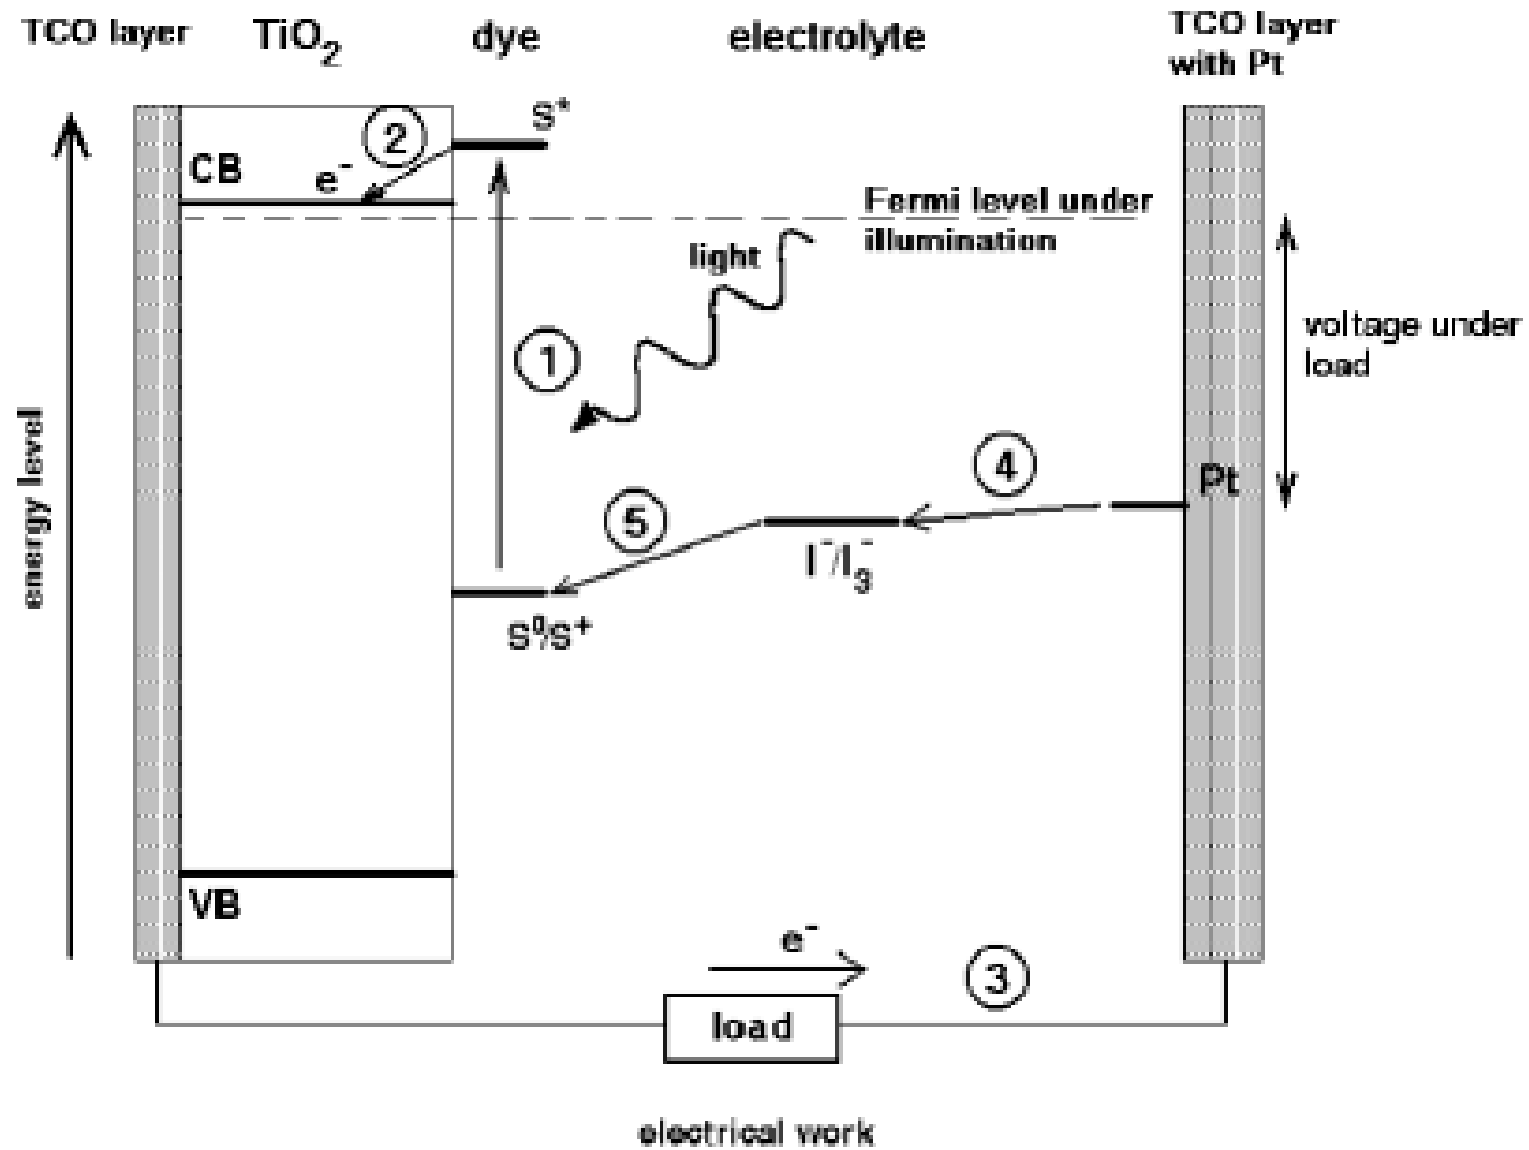 TCO layer
TiO₂
dye
electrolyte
TCO layer
with Pt
S*
2
CB
e⁻
Fermi level under
illumination
light
1
voltage under
load
energy level
4
Pt
5
I⁻/I₃⁻
S⁰/S⁺
VB
e⁻
3
load
electrical work